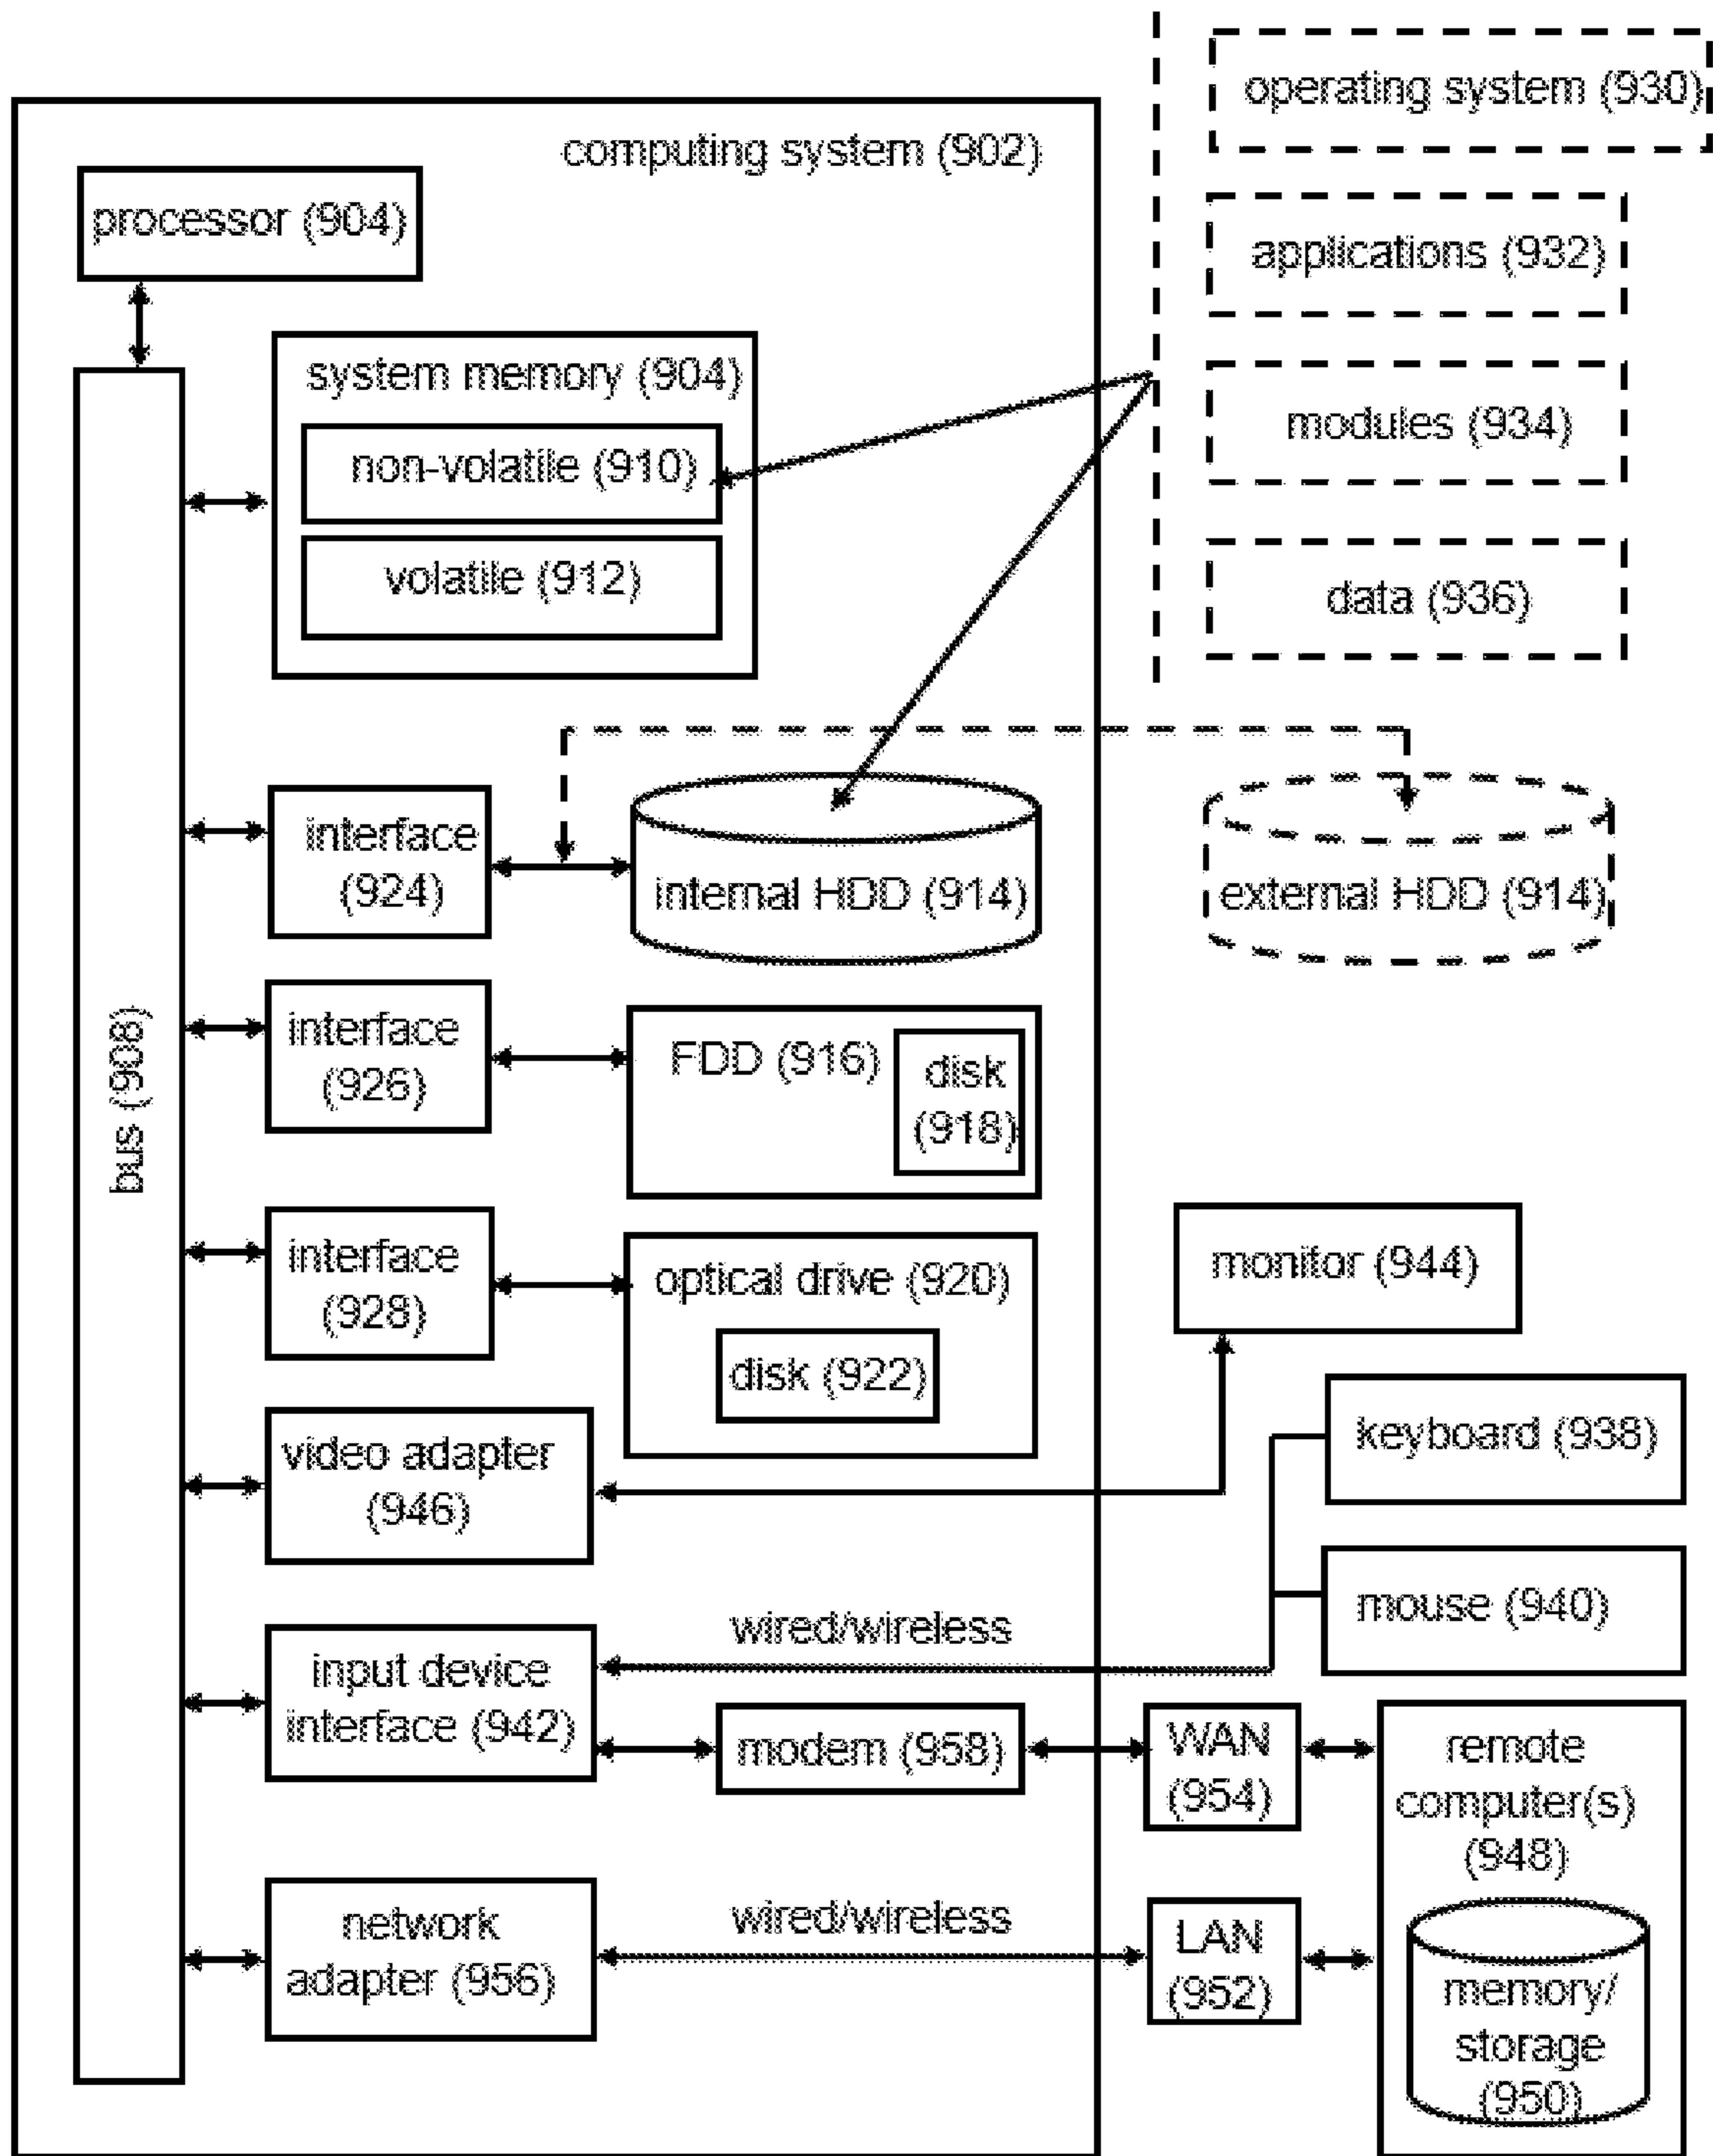 operating system (930)
computing system (902)
processor (904)
applications (932)
system memory (904)
modules (934)
non-volatile (910)
volatile (912)
data (936)
interface
(924)
internal HDD (914)
external HDD (914)
bus (908)
interface
(926)
FDD (916)
disk
(918)
interface
(928)
optical drive (920)
disk (922)
monitor (944)
video adapter
(946)
keyboard (938)
mouse (940)
wired/wireless
input device
interface (942)
modem (958)
WAN
(954)
remote
computer(s)
(948)
network
adapter (956)
wired/wireless
LAN
(952)
memory/
storage
(950)